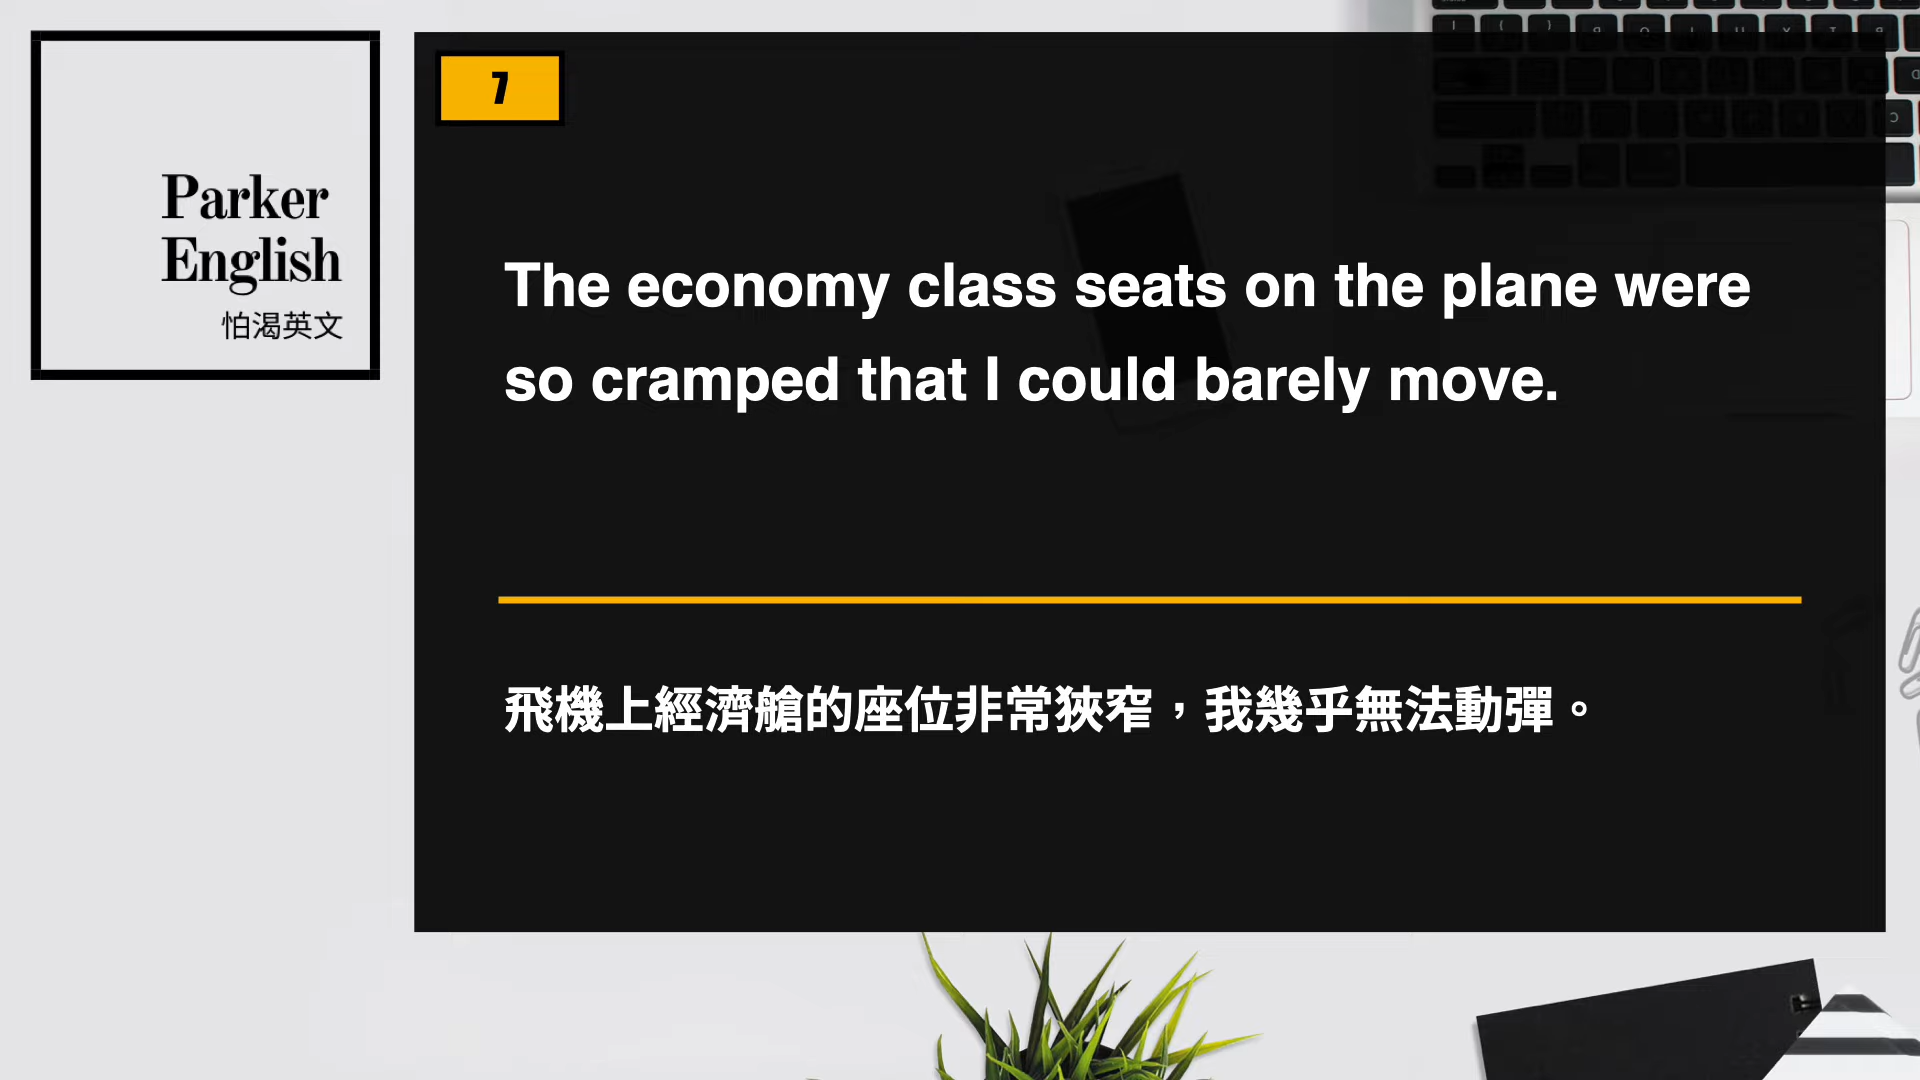 Parker
English
怕渴英文
7
The economy class seats on the plane were
so cramped that I could barely move.
飛機上經濟艙的座位非常狹窄，我幾乎無法動彈。